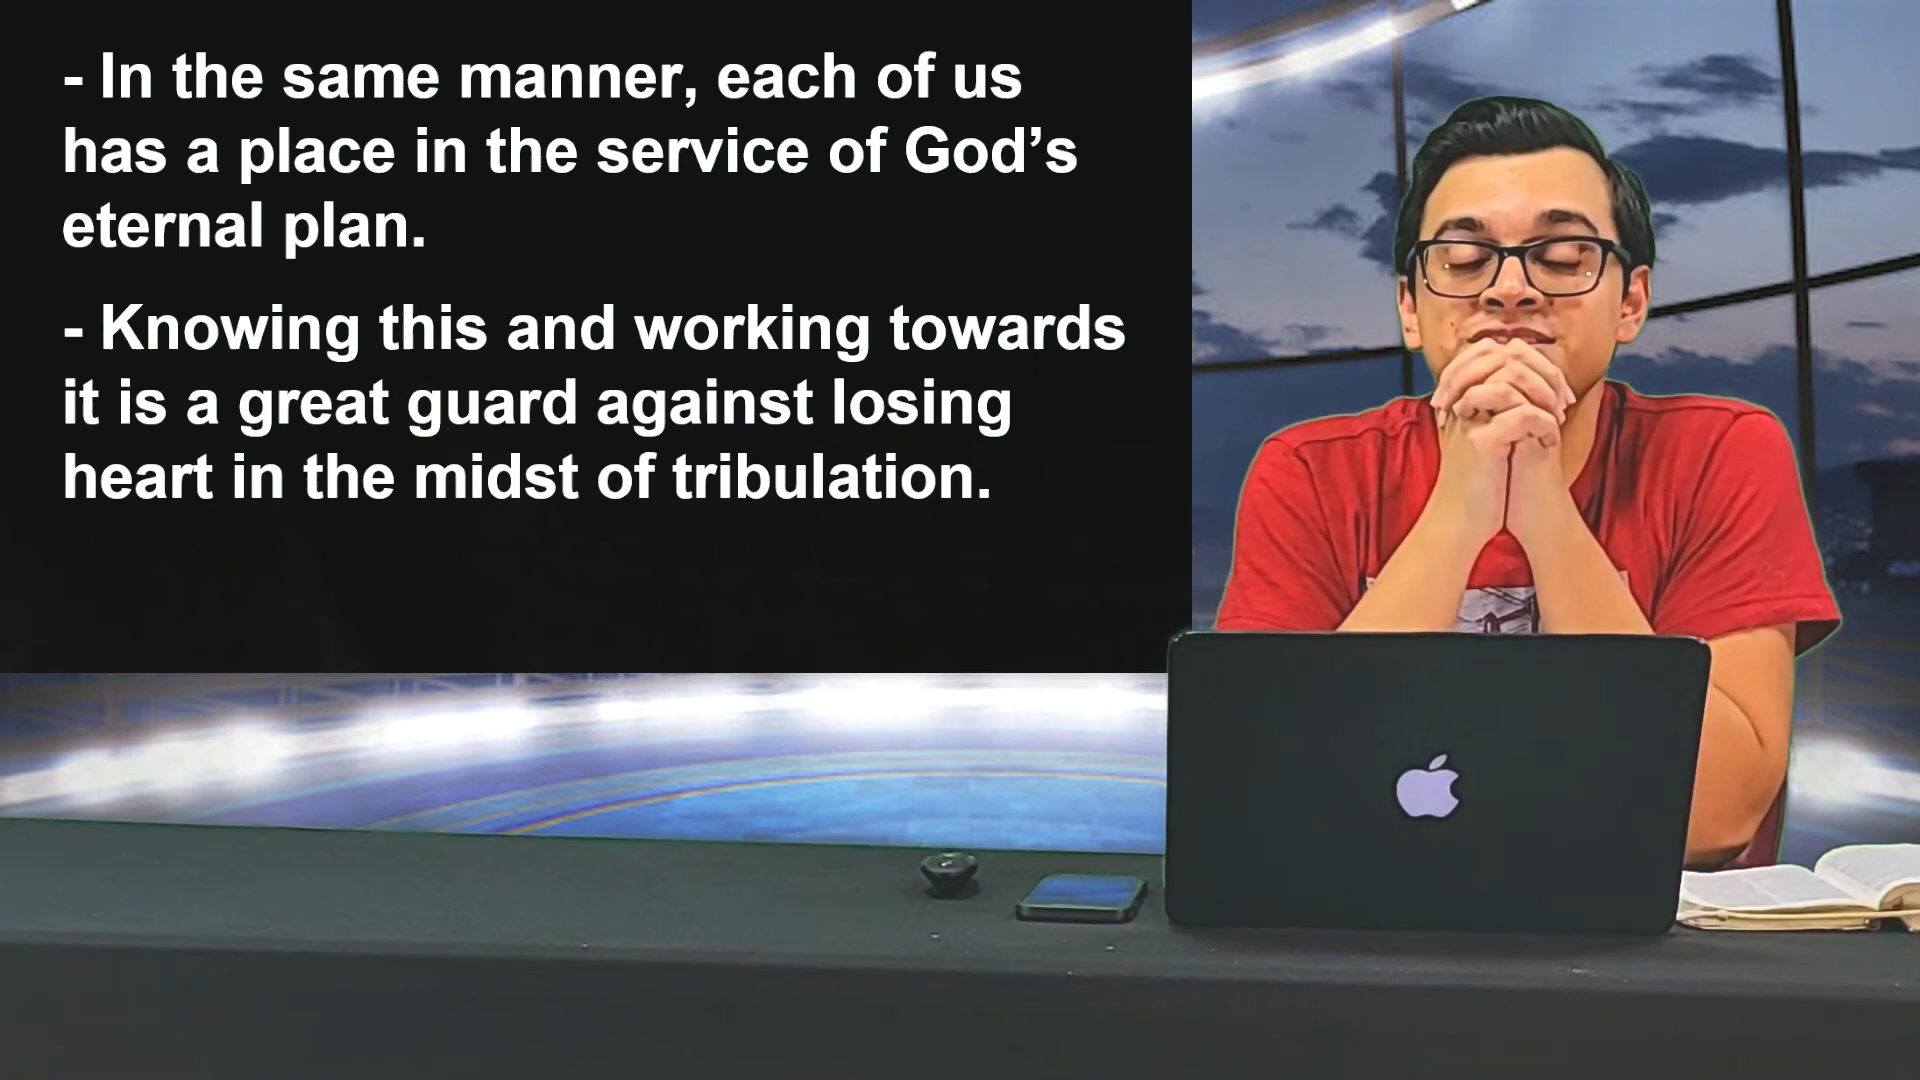 - In the same manner, each of us
has a place in the service of God’s
eternal plan.
- Knowing this and working towards
it is a great guard against losing
heart in the midst of tribulation.